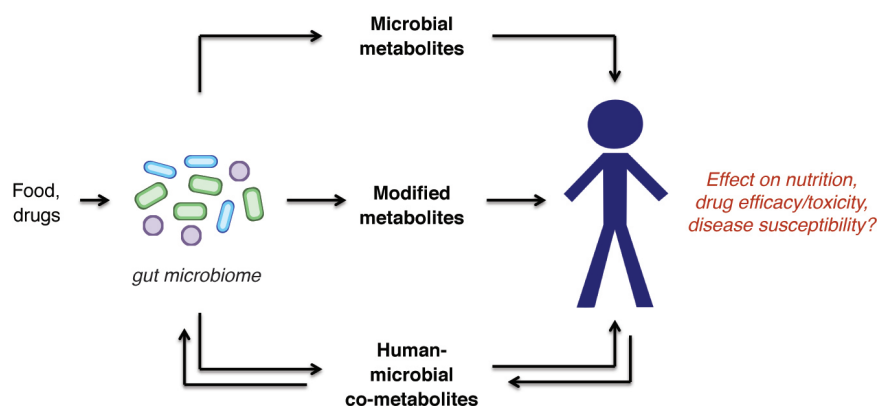 Microbial
metabolites
Food,
drugs
Modified
metabolites
Effect on nutrition,
drug efficacy/toxicity,
disease susceptibility?
gut microbiome
Human-
microbial
co-metabolites